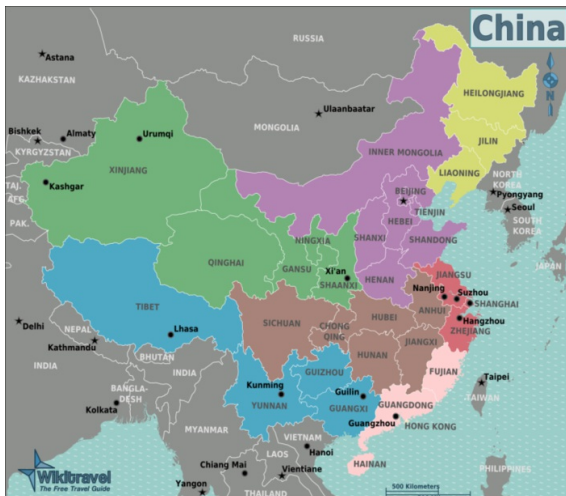 China
RUSSIA
Astana
KAZAKHSTAN
Ulaanbaatar
MONGOLIA
HEILONGJIANG
JILIN
LIAONING
INNER MONGOLIA
Bishkek
Almaty
Urumqi
KYRGYZSTAN
XINJIANG
Kashgar
TAJ.
AFG.
PAK.
BEIJING
TIENJIN
HEBEI
SHANXI
SHANDONG
NORTH
KOREA
Pyongyang
Seoul
SOUTH
KOREA
JAPAN
NINGXIA
QINGHAI
GANSU
Xi'an
SHAANXI
HENAN
JIANGSU
Nanjing
Suzhou
SHANGHAI
ANHUI
Hangzhou
ZHEJIANG
TIBET
Lhasa
SICHUAN
CHONG
QING
HUBEI
HUNAN
JIANGXI
FUJIAN
Delhi
NEPAL
Kathmandu
BHUTAN
INDIA
INDIA
BANGLA-
DESH
Kolkata
GUIZHOU
Kunming
YUNNAN
Guilin
GUANGXI
GUANGDONG
Guangzhou
HONG KONG
Taipei
TAIWAN
MYANMAR
VIETNAM
Hanoi
LAOS
HAINAN
Chiang Mai
Vientiane
Yangon
THAILAND
PHILIPPINES
500 Kilometers
N
Wikitravel
The Free Travel Guide